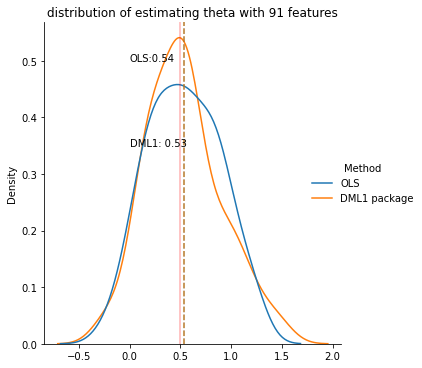 distribution of estimating theta with 91 features
0.5
OLS:0.54
0.4
DML1: 0.53
0.3
Density
Method
OLS
DML1 package
0.2
0.1
0.0
−0.5 0.0 0.5 1.0 1.5 2.0